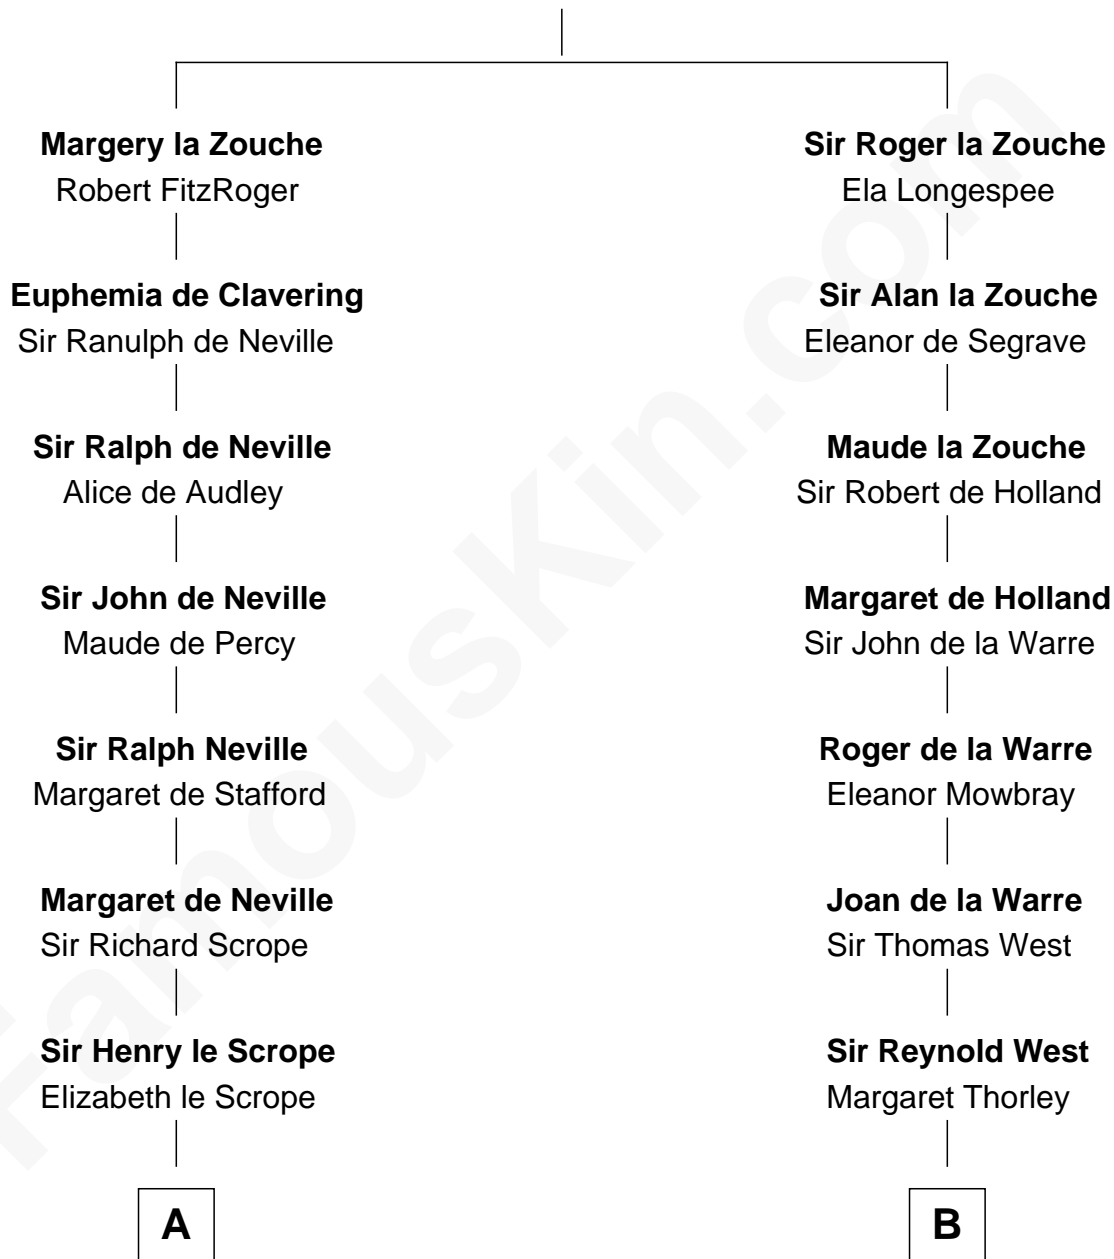 Margery la Zouche
Robert FitzRoger
Euphemia de Clavering
Sir Ranulph de Neville
Sir Ralph de Neville
Alice de Audley
Sir John de Neville
Maude de Percy
Sir Ralph Neville
Margaret de Stafford
Margaret de Neville
Sir Richard Scrope
Sir Henry le Scrope
Elizabeth le Scrope
A
Sir Roger la Zouche
Ela Longespee
Sir Alan la Zouche
Eleanor de Segrave
Maude la Zouche
Sir Robert de Holland
Margaret de Holland
Sir John de la Warre
Roger de la Warre
Eleanor Mowbray
Joan de la Warre
Sir Thomas West
Sir Reynold West
Margaret Thorley
B
FamousKin.com